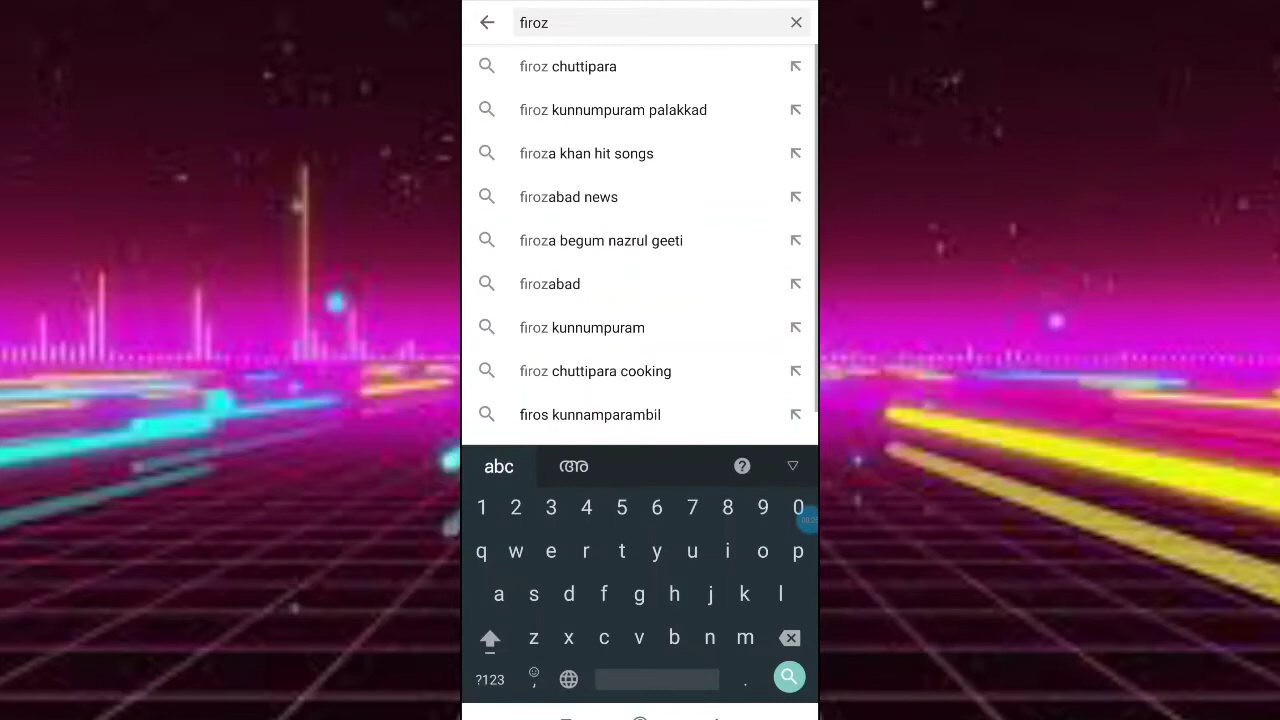 firoz
firoz chuttipara
firoz kunnumpuram palakkad
firoza khan hit songs
firozabad news
firoza begum nazrul geeti
firozabad
firoz kunnumpuram
firoz chuttipara cooking
firos kunnamparambil
abc അ ?
1 2 3 4 5 6 7 8 9 0
q w e r t y u i o p
a s d f g h j k l
z x c v b n m
?123 , .